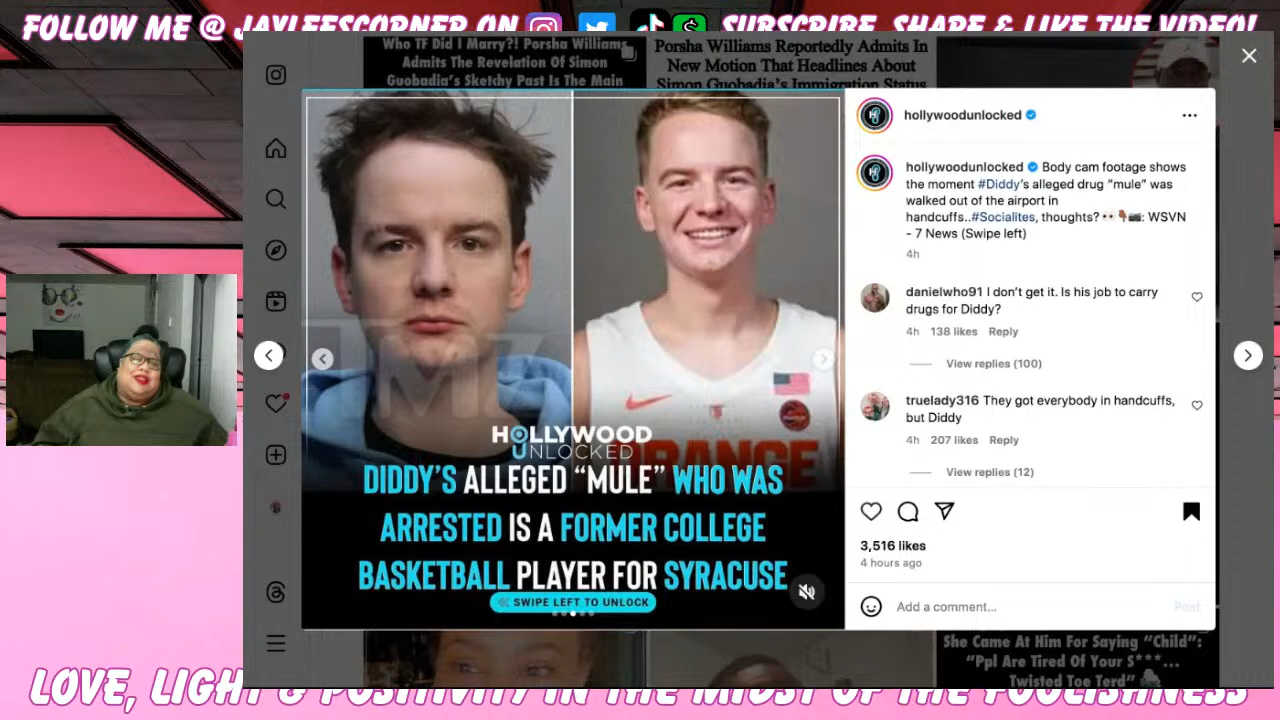 FOLLOW ME @ JAYLEESCORNER ON
SUBSCRIBE, SHARE & LIKE THE VIDEO!
Who TF Did I Marry?! Porsha Williams
Admits The Revelation Of Simon
Guobadia's Sketchy Past Is The Main
Porsha Williams Reportedly Admits In
New Motion That Headlines About
Simon Guobadia's Immigration Status
TMZ
HOLLYWOOD
UNLOCKED
DIDDY'S ALLEGED “MULE” WHO WAS
ARRESTED IS A FORMER COLLEGE
BASKETBALL PLAYER FOR SYRACUSE
SWIPE LEFT TO UNLOCK
hollywoodunlocked
hollywoodunlocked Body cam footage shows
the moment #Diddy's alleged drug “mule” was
walked out of the airport in
handcuffs..#Socialites, thoughts? 👀👇🏾📷: WSVN
- 7 News (Swipe left)
4h
danielwho91 I don't get it. Is his job to carry
drugs for Diddy?
4h 138 likes Reply
View replies (100)
truelady316 They got everybody in handcuffs,
but Diddy
4h 207 likes Reply
View replies (12)
3,516 likes
4 hours ago
Add a comment...
Post
She Came At Him For Saying “Child”:
“Ppl Are Tired Of Your S***...
Twisted Toe Terd”
LOVE, LIGHT & POSITIVITY IN THE MIDST OF THE FOOLISHNESS